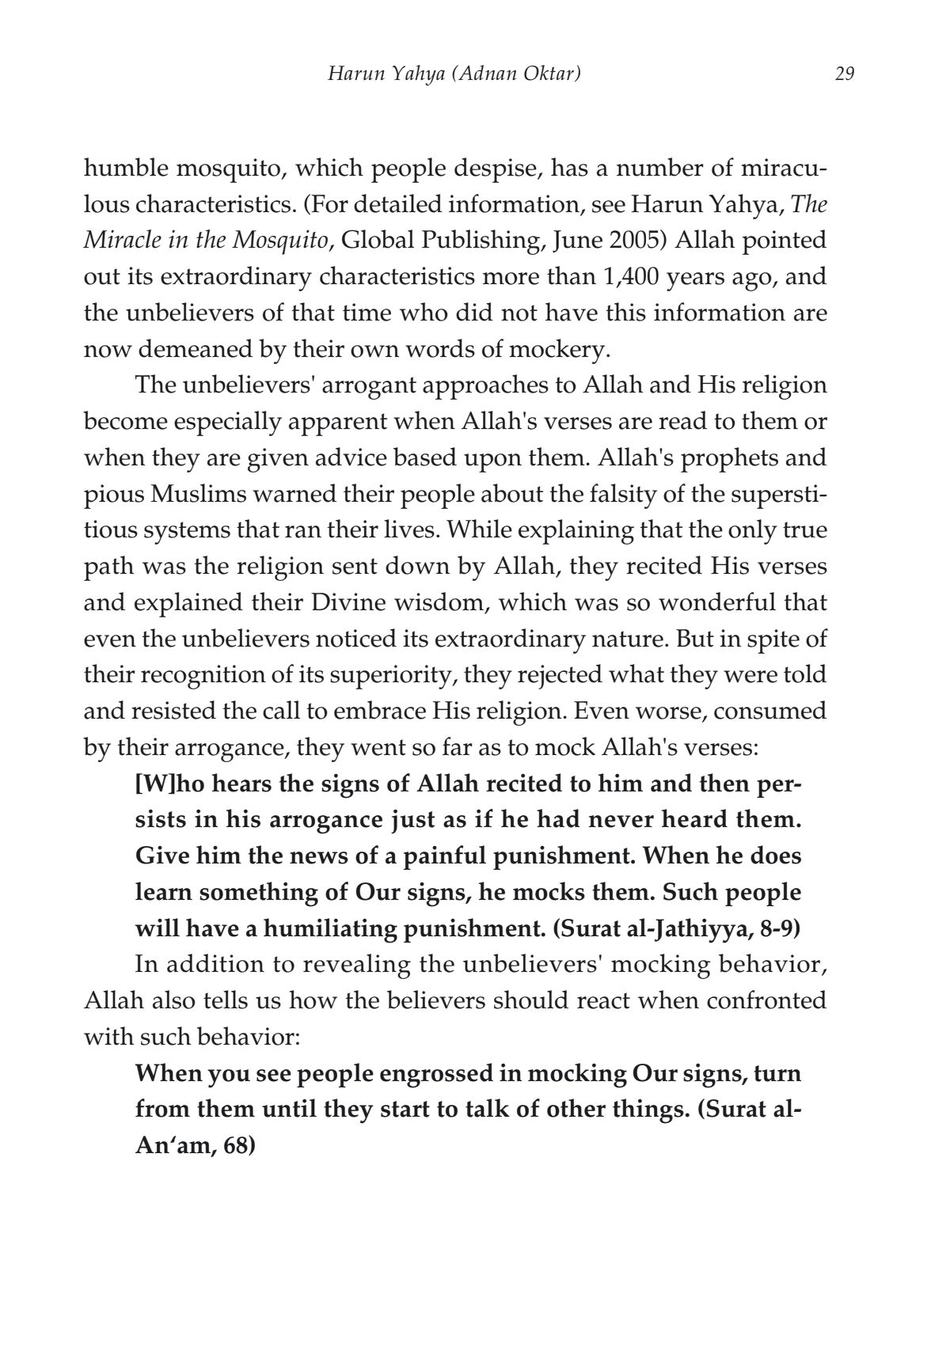 Harun Yahya (Adnan Oktar) 29
humble mosquito, which people despise, has a number of miracu-
lous characteristics. (For detailed information, see Harun Yahya, The
Miracle in the Mosquito, Global Publishing, June 2005) Allah pointed
out its extraordinary characteristics more than 1,400 years ago, and
the unbelievers of that time who did not have this information are
now demeaned by their own words of mockery.
The unbelievers' arrogant approaches to Allah and His religion
become especially apparent when Allah's verses are read to them or
when they are given advice based upon them. Allah's prophets and
pious Muslims warned their people about the falsity of the supersti-
tious systems that ran their lives. While explaining that the only true
path was the religion sent down by Allah, they recited His verses
and explained their Divine wisdom, which was so wonderful that
even the unbelievers noticed its extraordinary nature. But in spite of
their recognition of its superiority, they rejected what they were told
and resisted the call to embrace His religion. Even worse, consumed
by their arrogance, they went so far as to mock Allah's verses:
[W]ho hears the signs of Allah recited to him and then per-
sists in his arrogance just as if he had never heard them.
Give him the news of a painful punishment. When he does
learn something of Our signs, he mocks them. Such people
will have a humiliating punishment. (Surat al-Jathiyya, 8-9)
In addition to revealing the unbelievers' mocking behavior,
Allah also tells us how the believers should react when confronted
with such behavior:
When you see people engrossed in mocking Our signs, turn
from them until they start to talk of other things. (Surat al-
An‘am, 68)